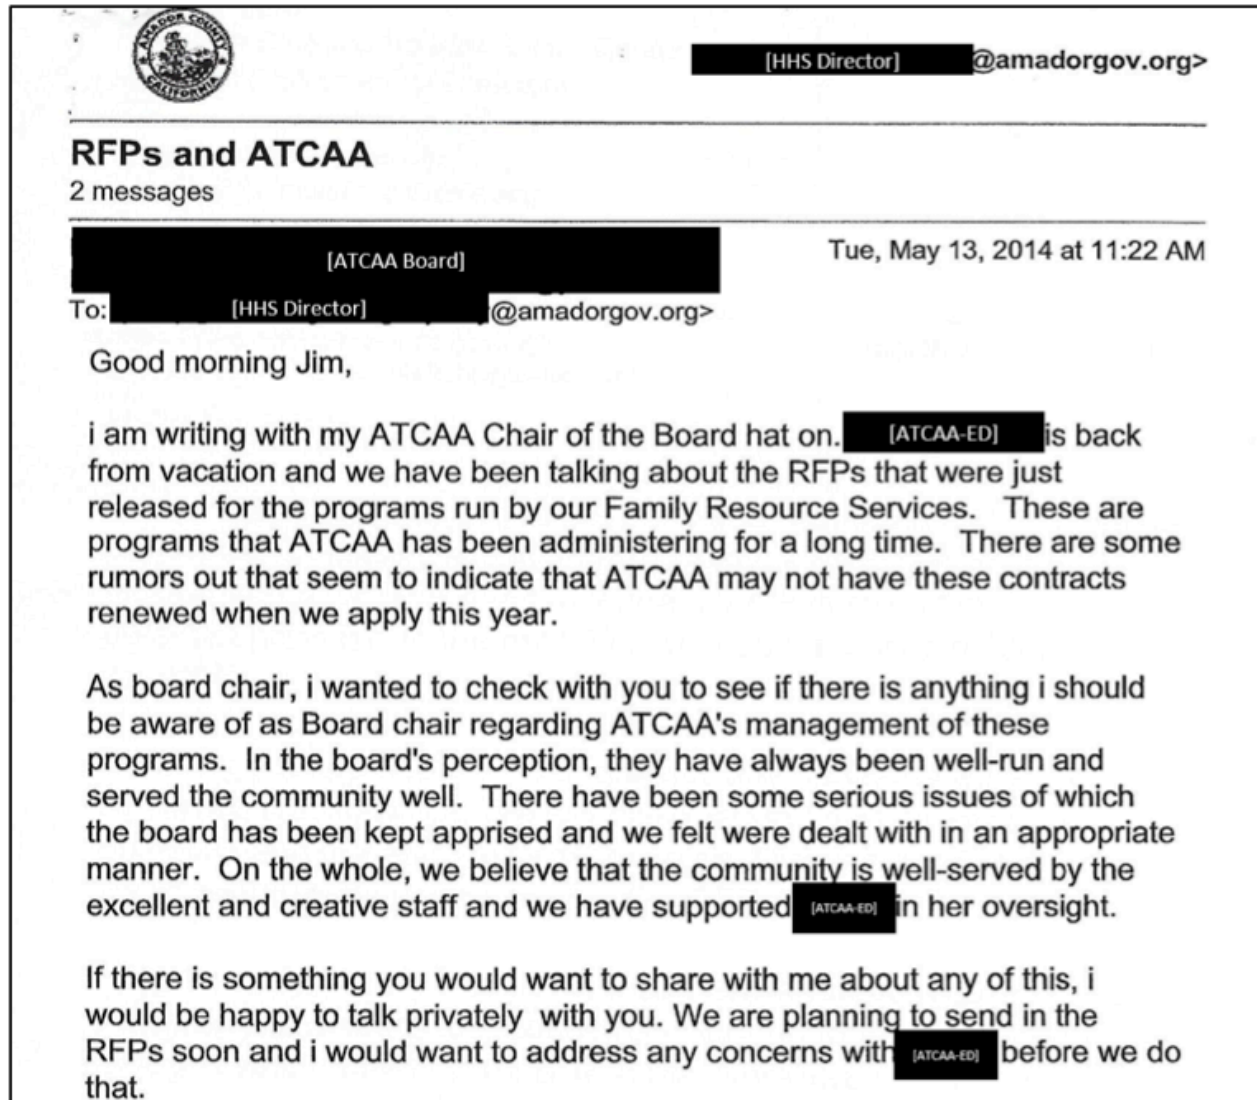 AMADOR COUNTY
CALIFORNIA
[HHS Director] @amadorgov.org>
RFPs and ATCAA
2 messages
[ATCAA Board]
Tue, May 13, 2014 at 11:22 AM
To: [HHS Director] @amadorgov.org>
Good morning Jim,
i am writing with my ATCAA Chair of the Board hat on. [ATCAA-ED] is back
from vacation and we have been talking about the RFPs that were just
released for the programs run by our Family Resource Services. These are
programs that ATCAA has been administering for a long time. There are some
rumors out that seem to indicate that ATCAA may not have these contracts
renewed when we apply this year.
As board chair, i wanted to check with you to see if there is anything i should
be aware of as Board chair regarding ATCAA's management of these
programs. In the board's perception, they have always been well-run and
served the community well. There have been some serious issues of which
the board has been kept apprised and we felt were dealt with in an appropriate
manner. On the whole, we believe that the community is well-served by the
excellent and creative staff and we have supported [ATCAA-ED] in her oversight.
If there is something you would want to share with me about any of this, i
would be happy to talk privately with you. We are planning to send in the
RFPs soon and i would want to address any concerns with [ATCAA-ED] before we do
that.